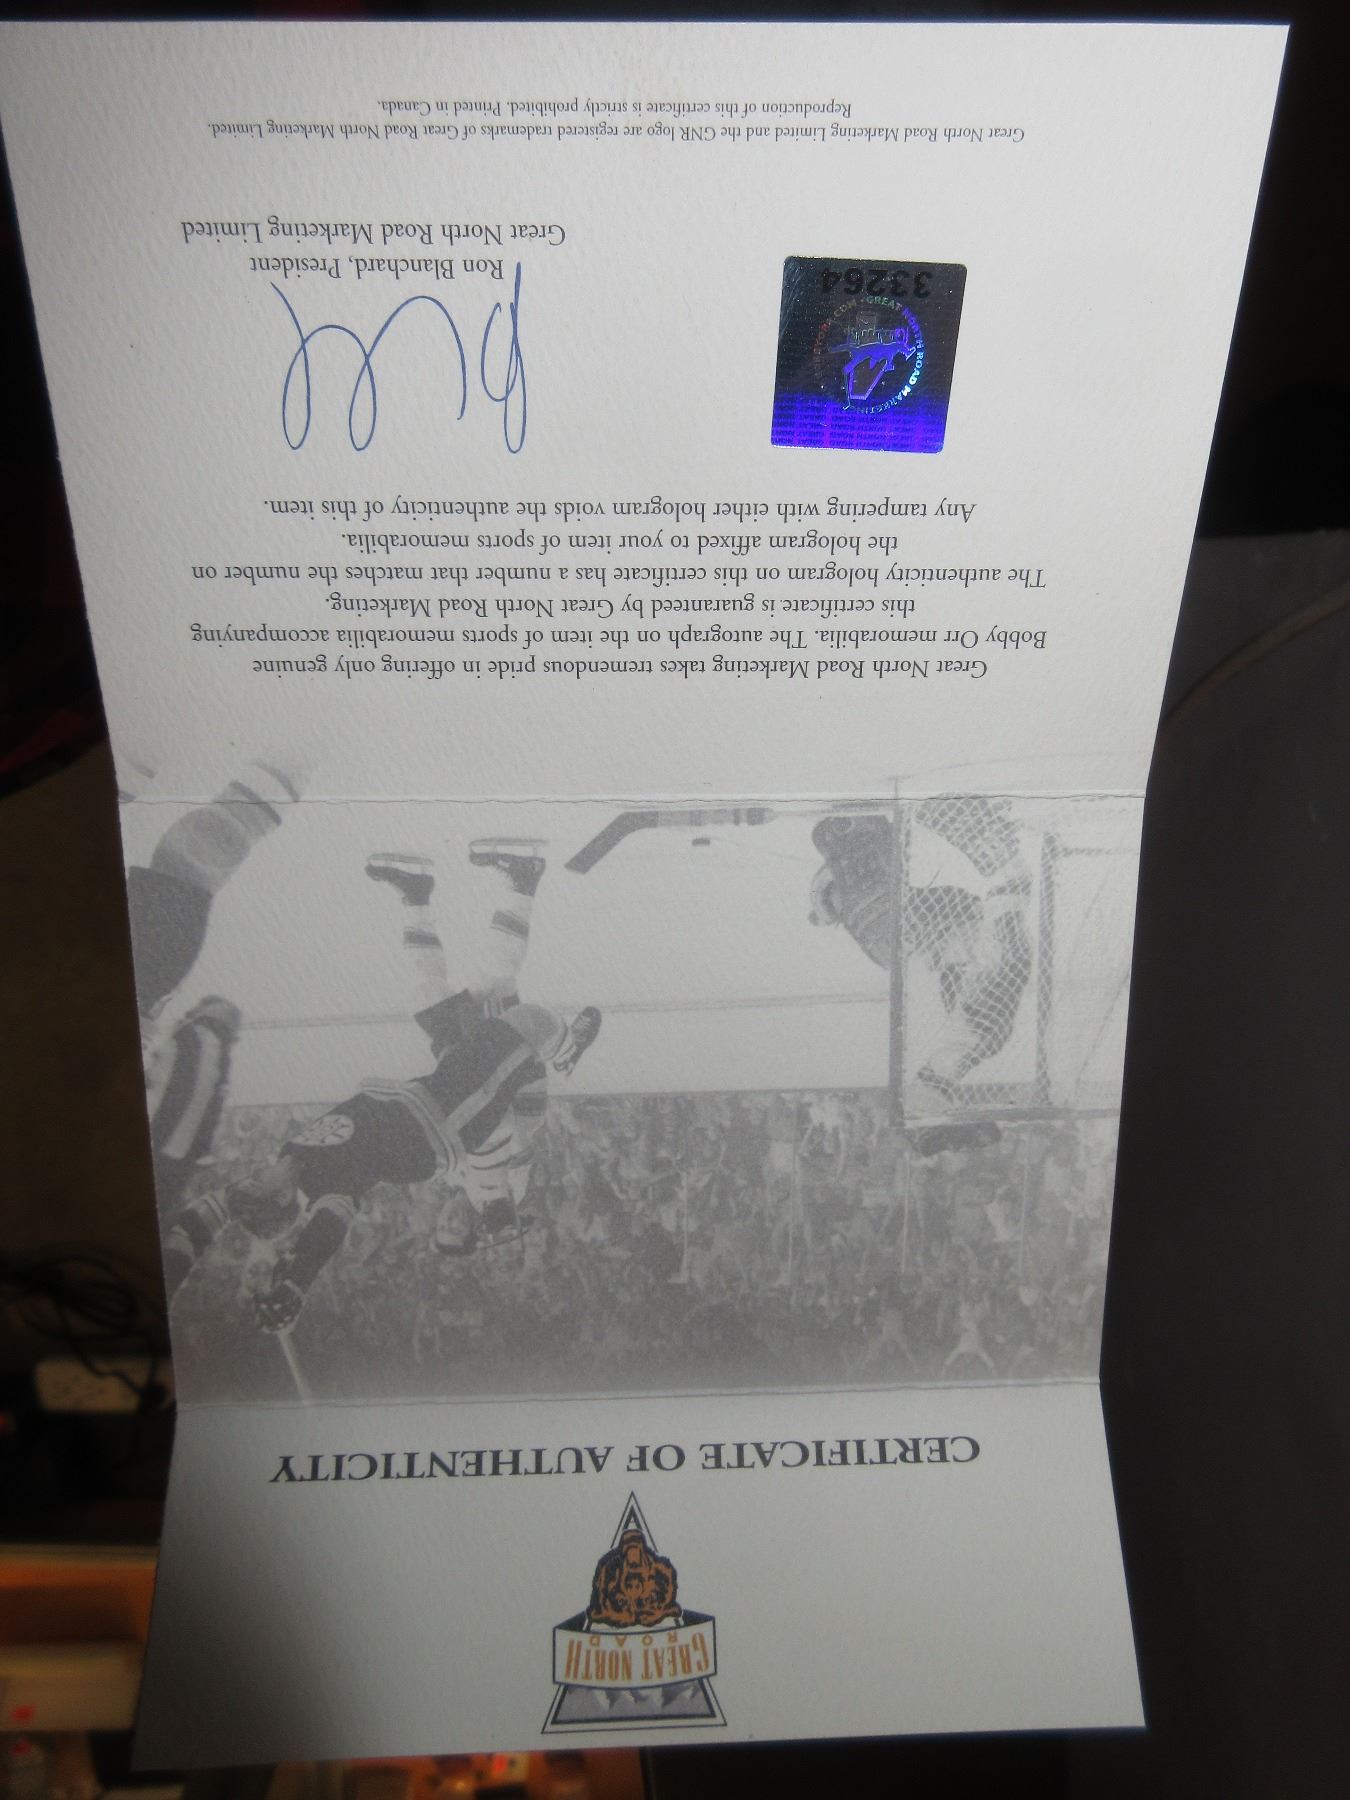 GREAT NORTH
ROAD
CERTIFICATE OF AUTHENTICITY
Great North Road Marketing takes tremendous pride in offering only genuine
Bobby Orr memorabilia. The autograph on the item of sports memorabilia accompanying
this certificate is guaranteed by Great North Road Marketing.
The authenticity hologram on this certificate has a number that matches the number on
the hologram affixed to your item of sports memorabilia.
Any tampering with either hologram voids the authenticity of this item.
GREAT NORTH ROAD MARKETING
33264
Ron Blanchard, President
Great North Road Marketing Limited
Great North Road Marketing Limited and the GNR logo are registered trademarks of Great Road North Marketing Limited.
Reproduction of this certificate is strictly prohibited. Printed in Canada.